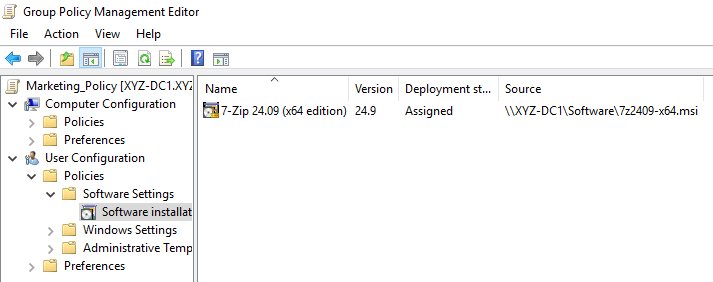 Group Policy Management Editor
File Action View Help
Marketing_Policy [XYZ-DC1.XYZ
Computer Configuration
Policies
Preferences
User Configuration
Policies
Software Settings
Software installat
Windows Settings
Administrative Temp
Preferences
Name Version Deployment st... Source
7-Zip 24.09 (x64 edition) 24.9 Assigned \\XYZ-DC1\Software\7z2409-x64.msi